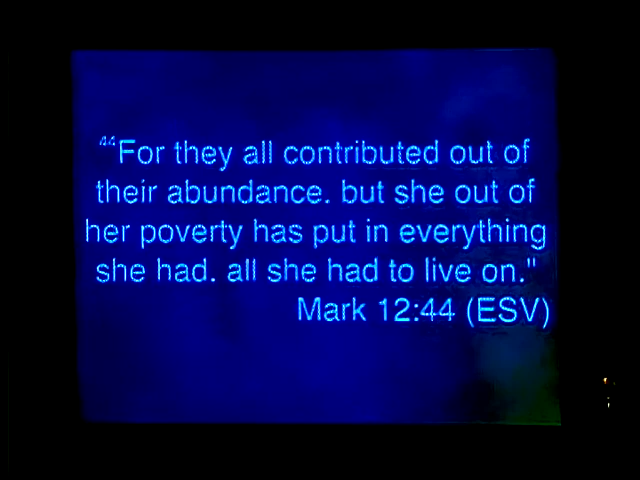 44For they all contributed out of
their abundance. but she out of
her poverty has put in everything
she had. all she had to live on."
Mark 12:44 (ESV)